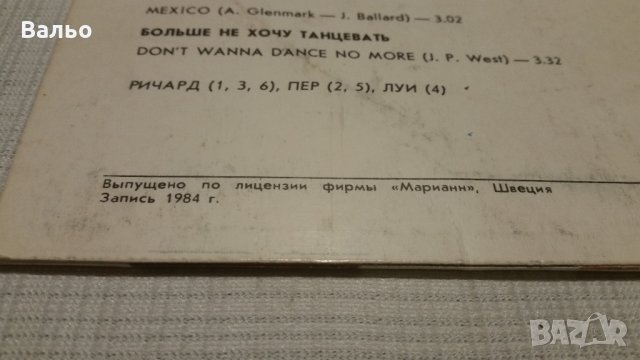 Вальо
MEXICO (A. Glenmark — J. Ballard) — 3.02
БОЛЬШЕ НЕ ХОЧУ ТАНЦЕВАТЬ
DON'T WANNA DANCE NO MORE (J. P. West) — 3.32
РИЧАРД (1, 3, 6), ПЕР (2, 5), ЛУИ (4)
Выпущено по лицензии фирмы «Марианн», Швеция
Запись 1984 г.
BAZAR